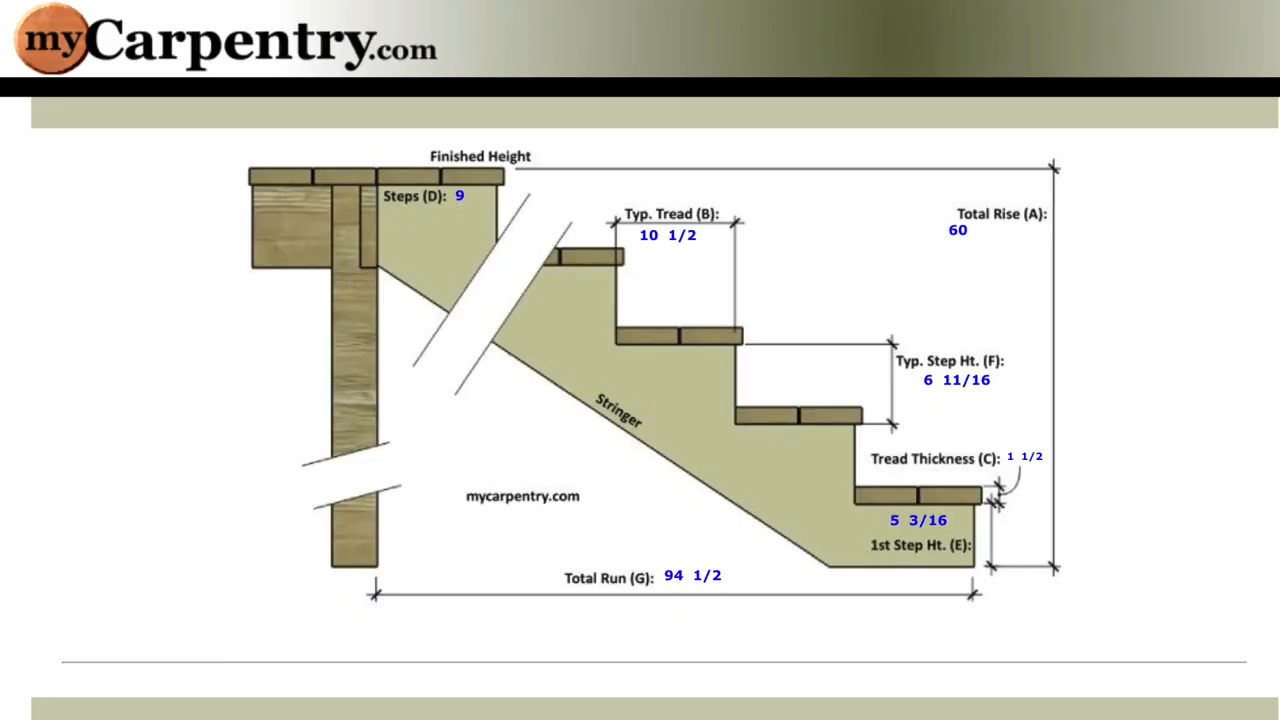 myCarpentry.com
Finished Height
Steps (D): 9
Typ. Tread (B):
10 1/2
Total Rise (A):
60
Typ. Step Ht. (F):
6 11/16
Stringer
Tread Thickness (C): 1 1/2
mycarpentry.com
5 3/16
1st Step Ht. (E):
Total Run (G): 94 1/2